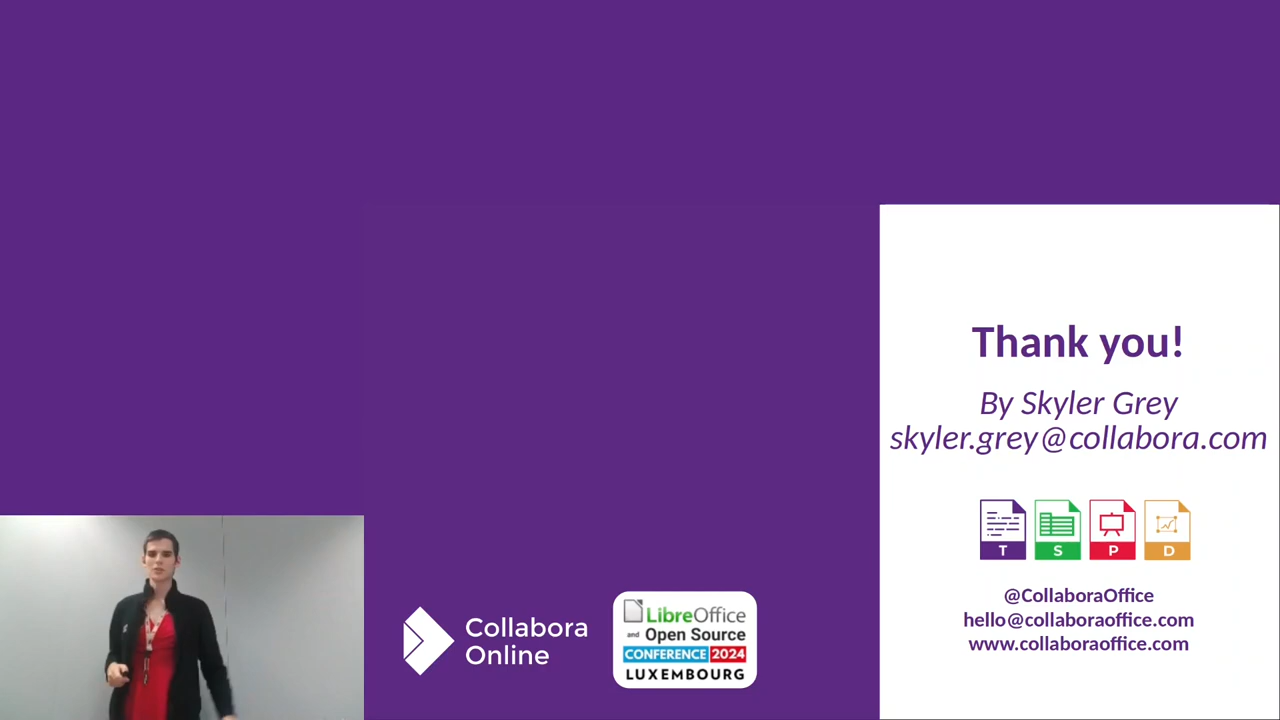 Thank you!
By Skyler Grey
skyler.grey@collabora.com
T S P D
@CollaboraOffice
hello@collaboraoffice.com
www.collaboraoffice.com
Collabora
Online
LibreOffice
and Open Source
CONFERENCE 2024
LUXEMBOURG